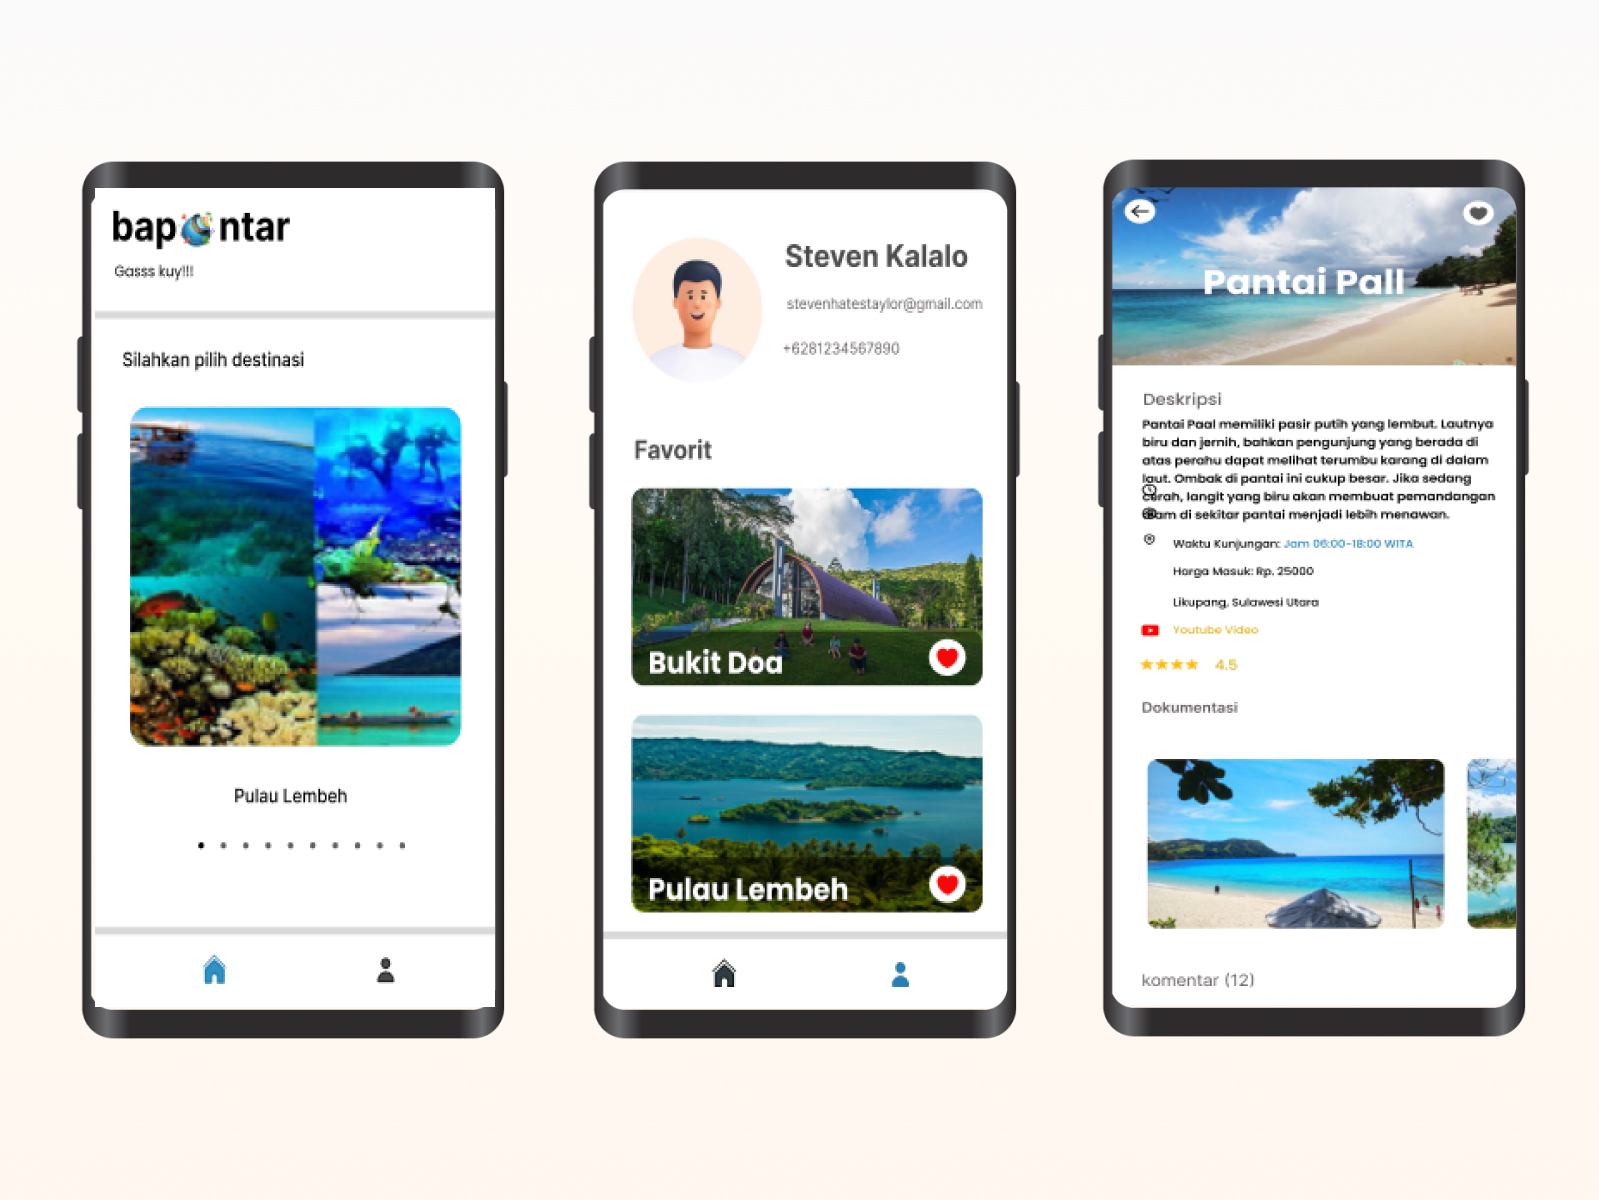 bap ntar
Gasss kuy!!!
Silahkan pilih destinasi
Pulau Lembeh
Steven Kalalo
stevenhatestaylor@gmail.com
+6281234567890
Favorit
Bukit Doa
Pulau Lembeh
Pantai Pall
Deskripsi
Pantai Paal memiliki pasir putih yang lembut. Lautnya
biru dan jernih, bahkan pengunjung yang berada di
atas perahu dapat melihat terumbu karang di dalam
laut. Ombak di pantai ini cukup besar. Jika sedang
cerah, langit yang biru akan membuat pemandangan
alam di sekitar pantai menjadi lebih menawan.
Waktu Kunjungan: Jam 06:00-18:00 WITA
Harga Masuk: Rp. 25000
Likupang, Sulawesi Utara
Youtube Video
4.5
Dokumentasi
komentar (12)